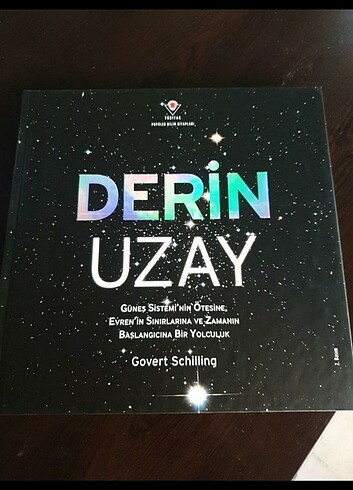 TÜBİTAK
POPÜLER BİLİM KİTAPLARI
DERİN
UZAY
GÜNEŞ SİSTEMİ'NİN ÖTESİNE,
EVREN'İN SINIRLARINA VE ZAMANIN
BAŞLANGICINA BİR YOLCULUK
Govert Schilling